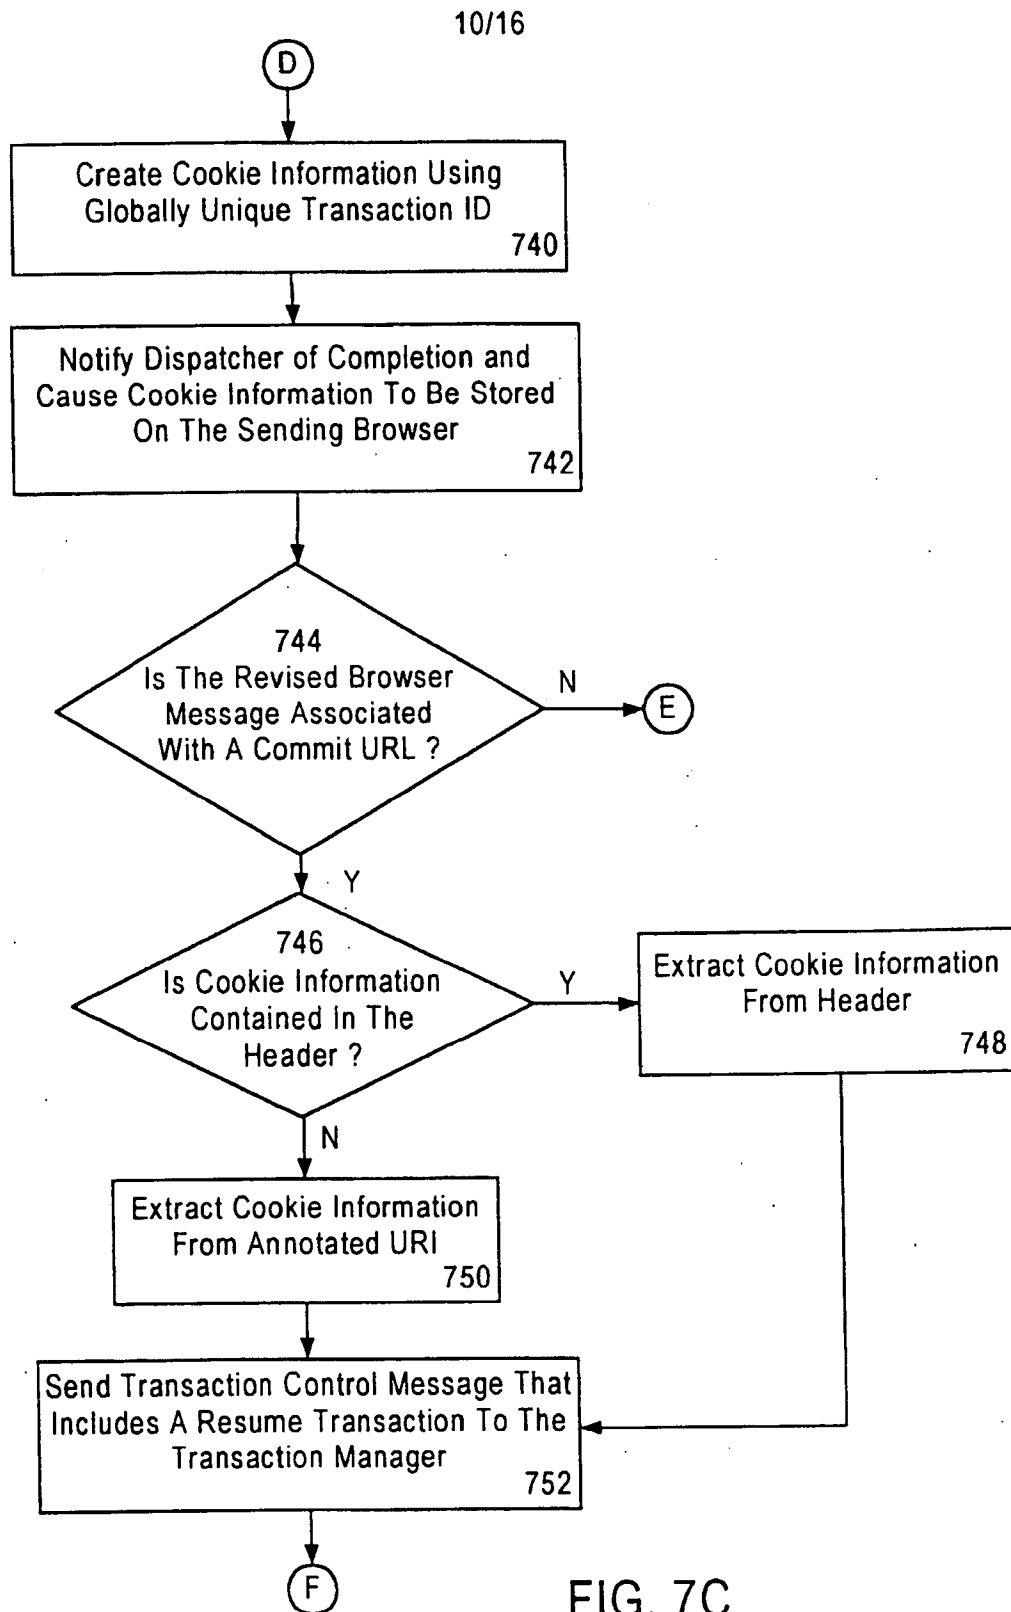 10/16
D
Create Cookie Information Using
Globally Unique Transaction ID
740
Notify Dispatcher of Completion and
Cause Cookie Information To Be Stored
On The Sending Browser
742
744
Is The Revised Browser
Message Associated
With A Commit URL ?
N
E
Y
746
Is Cookie Information
Contained In The
Header ?
Y
Extract Cookie Information
From Header
748
N
Extract Cookie Information
From Annotated URI
750
Send Transaction Control Message That
Includes A Resume Transaction To The
Transaction Manager
752
F
FIG. 7C